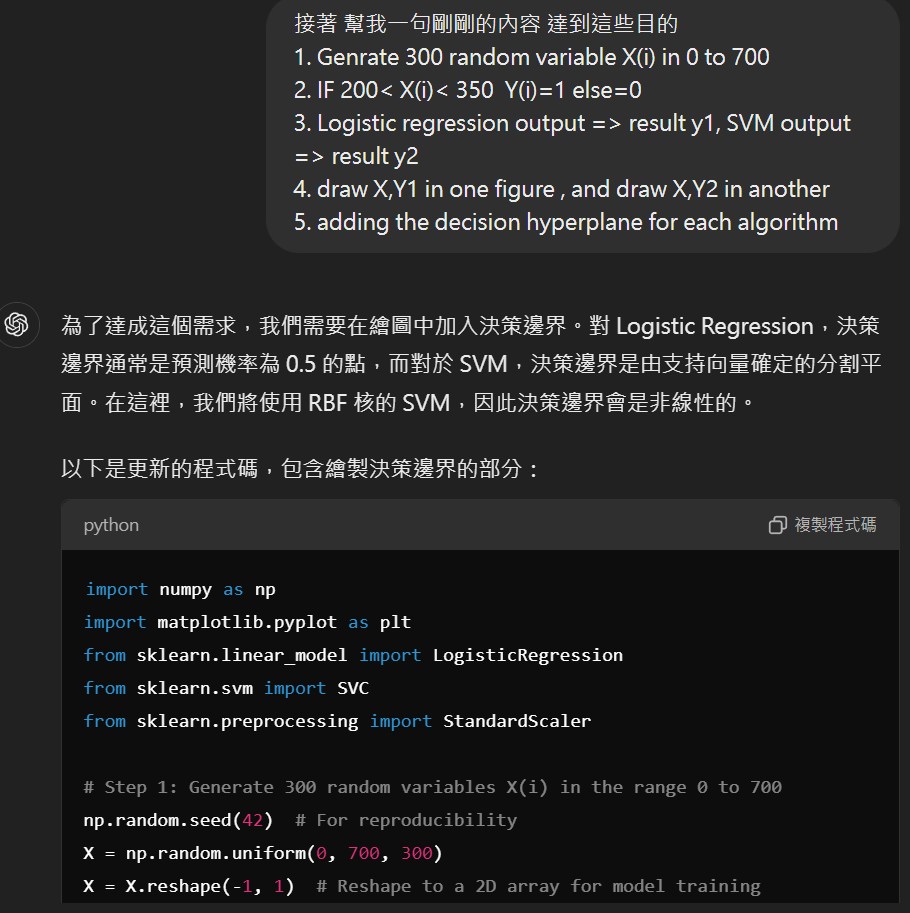 接著 幫我一句剛剛的內容 達到這些目的
1. Genrate 300 random variable X(i) in 0 to 700
2. IF 200< X(i)< 350  Y(i)=1 else=0
3. Logistic regression output => result y1, SVM output
=> result y2
4. draw X,Y1 in one figure , and draw X,Y2 in another
5. adding the decision hyperplane for each algorithm
為了達成這個需求，我們需要在繪圖中加入決策邊界。對 Logistic Regression，決策
邊界通常是預測機率為 0.5 的點，而對於 SVM，決策邊界是由支持向量確定的分割平
面。在這裡，我們將使用 RBF 核的 SVM，因此決策邊界會是非線性的。
以下是更新的程式碼，包含繪製決策邊界的部分：
python 複製程式碼
import numpy as np
import matplotlib.pyplot as plt
from sklearn.linear_model import LogisticRegression
from sklearn.svm import SVC
from sklearn.preprocessing import StandardScaler
# Step 1: Generate 300 random variables X(i) in the range 0 to 700
np.random.seed(42)  # For reproducibility
X = np.random.uniform(0, 700, 300)
X = X.reshape(-1, 1)  # Reshape to a 2D array for model training